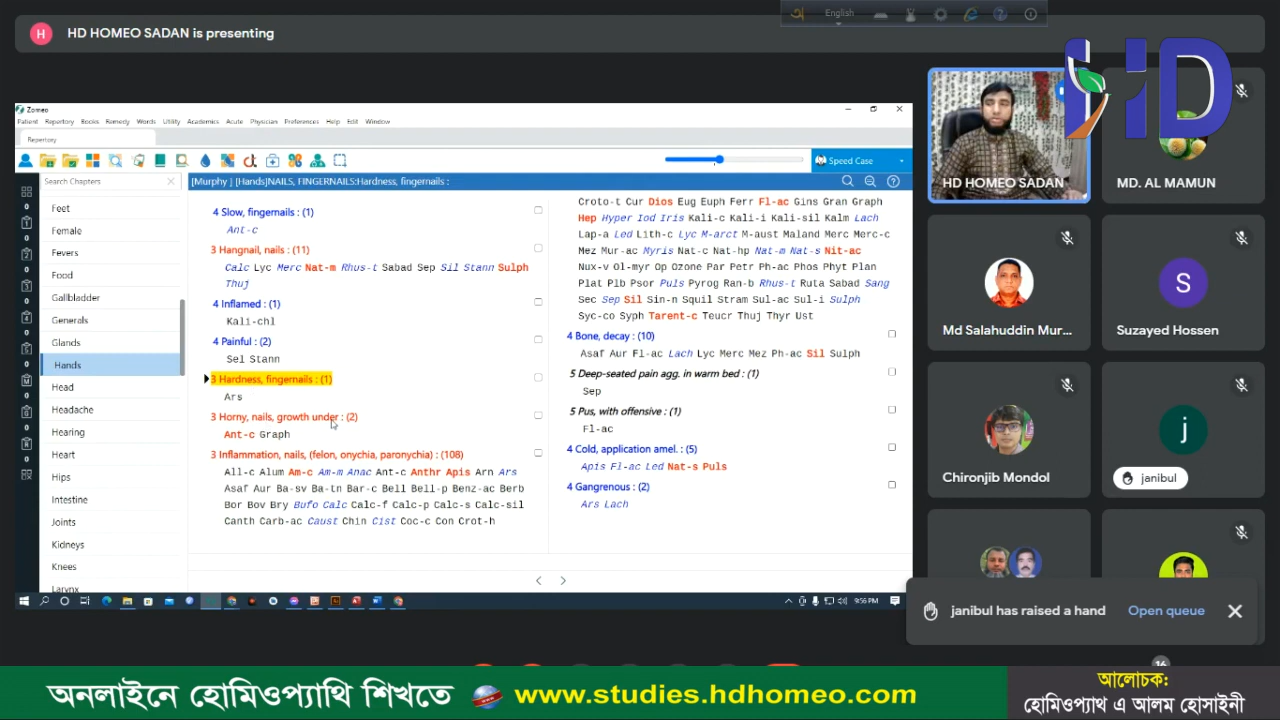 English
H
HD HOMEO SADAN is presenting
HD
HD HOMEO SADAN
MD. AL MAMUN
Md Salahuddin Mur...
S
Suzayed Hossen
Chironjib Mondol
j
janibul
janibul has raised a hand
Open queue
16
Zomeo
Patient Repertory Books Remedy Words Utility Academics Acute Physician Preferences Help Edit Window
Repertory
Speed Case
Search Chapters
[Murphy ] [Hands]NAILS, FINGERNAILS:Hardness, fingernails :
Feet
Female
Fevers
Food
Gallbladder
Generals
Glands
Hands
Head
Headache
Hearing
Heart
Hips
Intestine
Joints
Kidneys
Knees
Larynx
4 Slow, fingernails : (1)
Ant-c
3 Hangnail, nails : (11)
Calc Lyc Merc Nat-m Rhus-t Sabad Sep Sil Stann Sulph
Thuj
4 Inflamed : (1)
Kali-chl
4 Painful : (2)
Sel Stann
3 Hardness, fingernails : (1)
Ars
3 Horny, nails, growth under : (2)
Ant-c Graph
3 Inflammation, nails, (felon, onychia, paronychia) : (108)
All-c Alum Am-c Am-m Anac Ant-c Anthr Apis Arn Ars
Asaf Aur Ba-sv Ba-tn Bar-c Bell Bell-p Benz-ac Berb
Bor Bov Bry Bufo Calc Calc-f Calc-p Calc-s Calc-sil
Canth Carb-ac Caust Chin Cist Coc-c Con Crot-h
Croto-t Cur Dios Eug Euph Ferr Fl-ac Gins Gran Graph
Hep Hyper Iod Iris Kali-c Kali-i Kali-sil Kalm Lach
Lap-a Led Lith-c Lyc M-arct M-aust Maland Merc Merc-c
Mez Mur-ac Myris Nat-c Nat-hp Nat-m Nat-s Nit-ac
Nux-v Ol-myr Op Ozone Par Petr Ph-ac Phos Phyt Plan
Plat Plb Psor Puls Pyrog Ran-b Rhus-t Ruta Sabad Sang
Sec Sep Sil Sin-n Squil Stram Sul-ac Sul-i Sulph
Syc-co Syph Tarent-c Teucr Thuj Thyr Ust
4 Bone, decay : (10)
Asaf Aur Fl-ac Lach Lyc Merc Mez Ph-ac Sil Sulph
5 Deep-seated pain agg. in warm bed : (1)
Sep
5 Pus, with offensive : (1)
Fl-ac
4 Cold, application amel. : (5)
Apis Fl-ac Led Nat-s Puls
4 Gangrenous : (2)
Ars Lach
9:56 PM
অনলাইনে হোমিওপ্যাথি শিখতে www.studies.hdhomeo.com
আলোচক:
হোমিওপ্যাথ এ আলম হোসাইনী